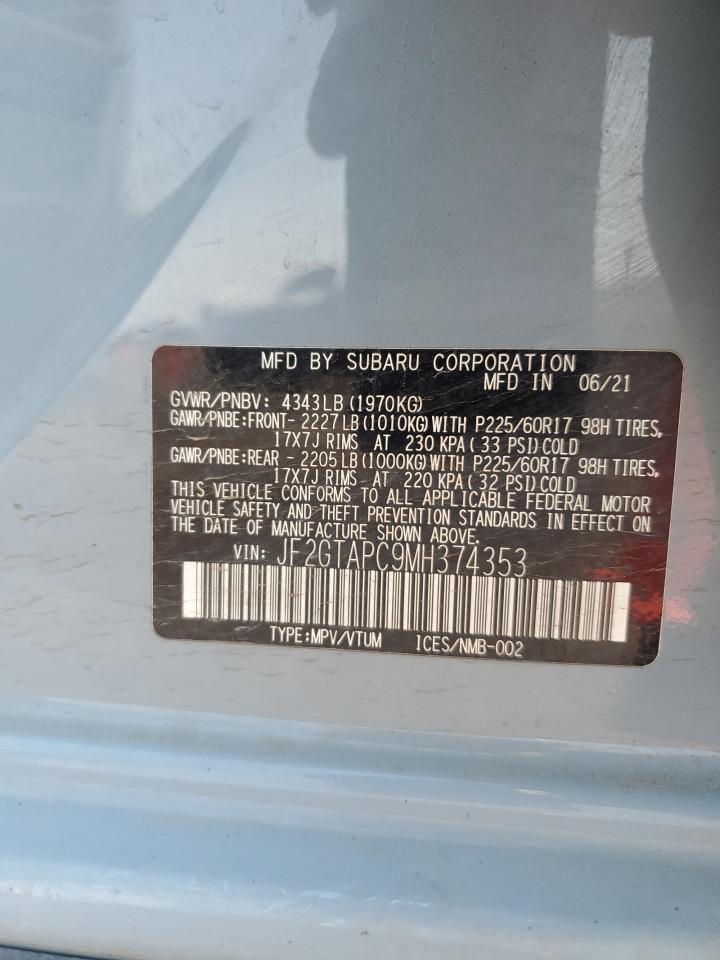 MFD BY SUBARU CORPORATION
MFD IN 06/21
GVWR/PNBV: 4343LB(1970KG)
GAWR/PNBE:FRONT- 2227LB(1010KG)WITH P225/60R17 98H TIRES,
17X7J RIMS AT 230 KPA(33 PSI)COLD
GAWR/PNBE:REAR - 2205LB(1000KG)WITH P225/60R17 98H TIRES,
17X7J RIMS AT 220 KPA(32 PSI)COLD
THIS VEHICLE CONFORMS TO ALL APPLICABLE FEDERAL MOTOR
VEHICLE SAFETY AND THEFT PREVENTION STANDARDS IN EFFECT ON
THE DATE OF MANUFACTURE SHOWN ABOVE.
VIN: JF2GTAPC9MH374353
TYPE:MPV/VTUM ICES/NMB-002